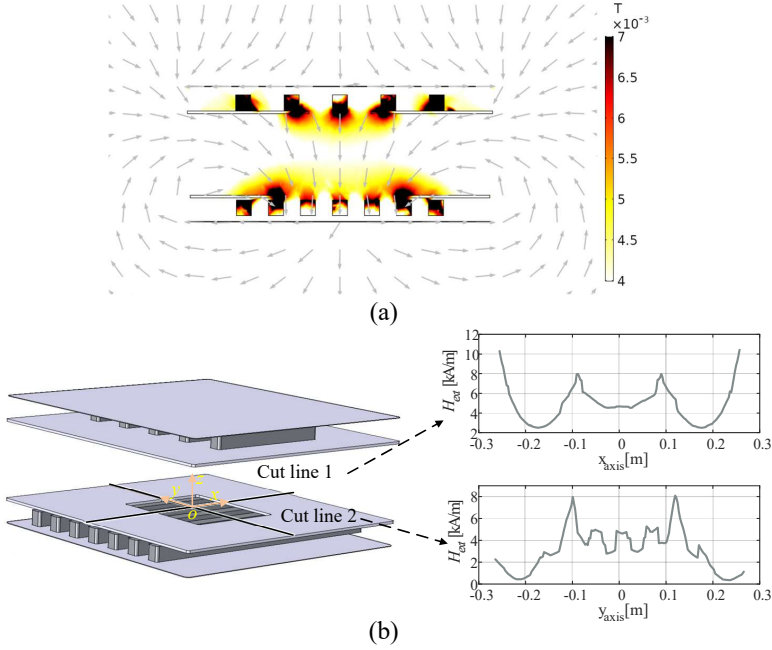 T
×10⁻³
7
6.5
6
5.5
5
4.5
4
(a)
12
10
8
6
4
2
H_ext [kA/m]
-0.3 -0.2 -0.1 0 0.1 0.2 0.3
x_axis[m]
Cut line 1
z
y x
o
Cut line 2
8
6
4
2
0
H_ext [kA/m]
-0.3 -0.2 -0.1 0 0.1 0.2 0.3
y_axis[m]
(b)